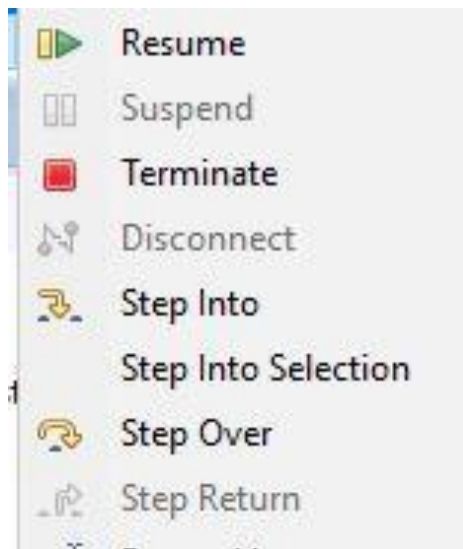 Resume
Suspend
Terminate
Disconnect
Step Into
Step Into Selection
Step Over
Step Return